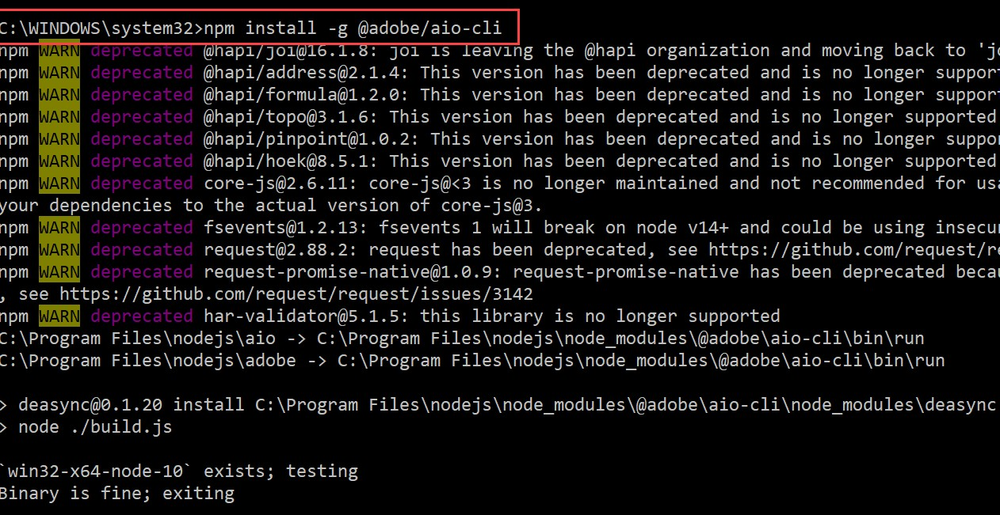 C:\WINDOWS\system32>npm install -g @adobe/aio-cli
npm WARN deprecated @hapi/joi@16.1.8: joi is leaving the @hapi organization and moving back to 'j
npm WARN deprecated @hapi/address@2.1.4: This version has been deprecated and is no longer suppor
npm WARN deprecated @hapi/formula@1.2.0: This version has been deprecated and is no longer suppor
npm WARN deprecated @hapi/topo@3.1.6: This version has been deprecated and is no longer supported
npm WARN deprecated @hapi/pinpoint@1.0.2: This version has been deprecated and is no longer suppo
npm WARN deprecated @hapi/hoek@8.5.1: This version has been deprecated and is no longer supported
npm WARN deprecated core-js@2.6.11: core-js@<3 is no longer maintained and not recommended for usa
your dependencies to the actual version of core-js@3.
npm WARN deprecated fsevents@1.2.13: fsevents 1 will break on node v14+ and could be using insecu
npm WARN deprecated request@2.88.2: request has been deprecated, see https://github.com/request/re
npm WARN deprecated request-promise-native@1.0.9: request-promise-native has been deprecated becau
, see https://github.com/request/request/issues/3142
npm WARN deprecated har-validator@5.1.5: this library is no longer supported
C:\Program Files\nodejs\aio -> C:\Program Files\nodejs\node_modules\@adobe\aio-cli\bin\run
C:\Program Files\nodejs\adobe -> C:\Program Files\nodejs\node_modules\@adobe\aio-cli\bin\run
> deasync@0.1.20 install C:\Program Files\nodejs\node_modules\@adobe\aio-cli\node_modules\deasync
> node ./build.js
`win32-x64-node-10` exists; testing
Binary is fine; exiting